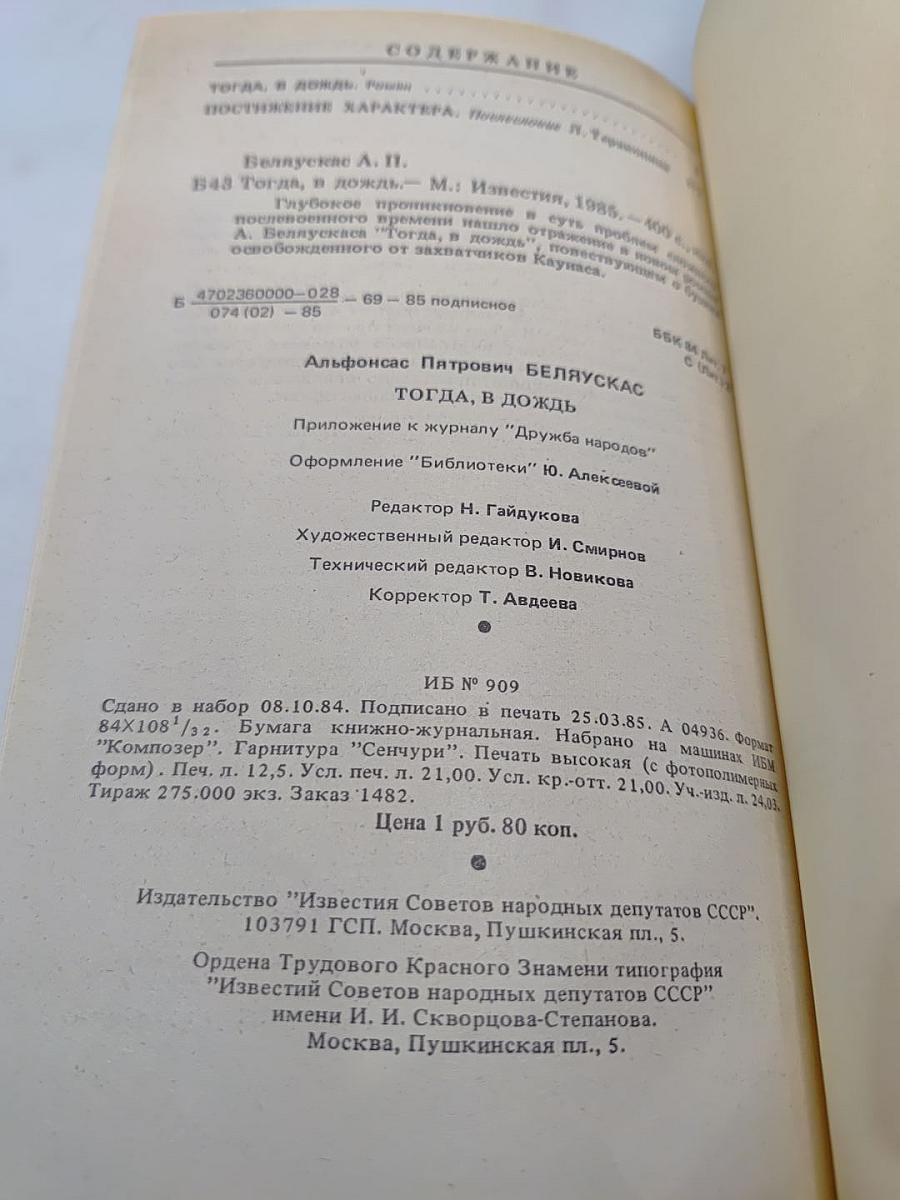 СОДЕРЖАНИЕ
ТОГДА, В ДОЖДЬ. Роман
ПОСТИЖЕНИЕ ХАРАКТЕРА. Послесловие
Беляускас А. П.
Б43 Тогда, в дождь.— М.: Известия, 1985. — 400 с.,
Глубокое проникновение в суть проблем
послевоенного времени нашло отражение в новом
А. Беляускаса "Тогда, в дождь", повествующем о
освобожденного от захватчиков Каунаса.
Б 4702360000—028 — 69 — 85 подписное
074 (02) — 85
ББК 84
С
Альфонсас Пятрович БЕЛЯУСКАС
ТОГДА, В ДОЖДЬ
Приложение к журналу "Дружба народов"
Оформление "Библиотеки" Ю. Алексеевой
Редактор Н. Гайдукова
Художественный редактор И. Смирнов
Технический редактор В. Новикова
Корректор Т. Авдеева
ИБ № 909
Сдано в набор 08.10.84. Подписано в печать 25.03.85. А 04936. Формат
84X108 1/32. Бумага книжно-журнальная. Набрано на машинах ИБМ
"Композер". Гарнитура "Сенчури". Печать высокая (с фотополимерных
форм). Печ. л. 12,5. Усл. печ. л. 21,00. Усл. кр.-отт. 21,00. Уч.-изд. л. 24,03.
Тираж 275.000 экз. Заказ 1482.
Цена 1 руб. 80 коп.
Издательство "Известия Советов народных депутатов СССР".
103791 ГСП. Москва, Пушкинская пл., 5.
Ордена Трудового Красного Знамени типография
"Известий Советов народных депутатов СССР"
имени И. И. Скворцова-Степанова.
Москва, Пушкинская пл., 5.